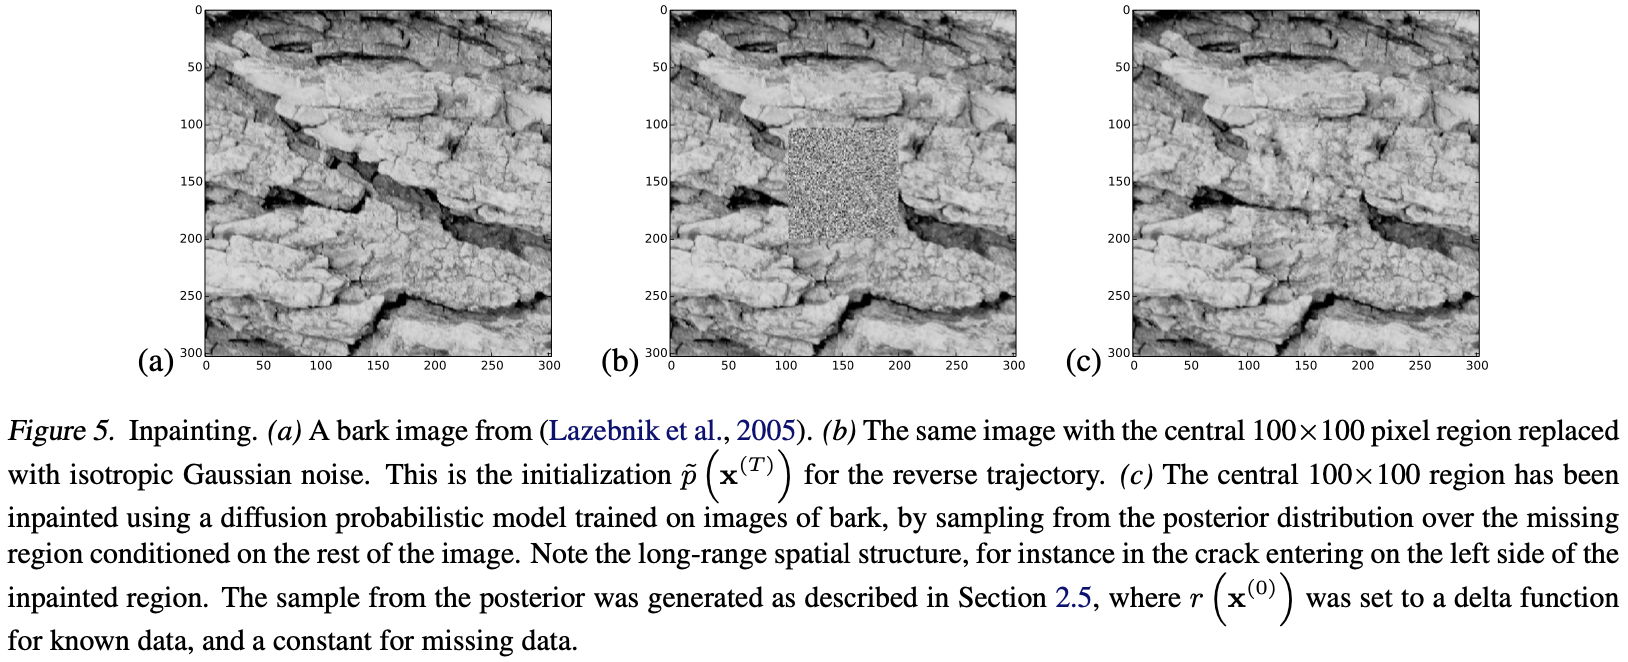 0 50 100 150 200 250 300
(a)
0 50 100 150 200 250 300
0 50 100 150 200 250 300
(b)
0 50 100 150 200 250 300
0 50 100 150 200 250 300
(c)
0 50 100 150 200 250 300
Figure 5. Inpainting. (a) A bark image from (Lazebnik et al., 2005). (b) The same image with the central 100×100 pixel region replaced
with isotropic Gaussian noise. This is the initialization p̃ (x^(T)) for the reverse trajectory. (c) The central 100×100 region has been
inpainted using a diffusion probabilistic model trained on images of bark, by sampling from the posterior distribution over the missing
region conditioned on the rest of the image. Note the long-range spatial structure, for instance in the crack entering on the left side of the
inpainted region. The sample from the posterior was generated as described in Section 2.5, where r (x^(0)) was set to a delta function
for known data, and a constant for missing data.